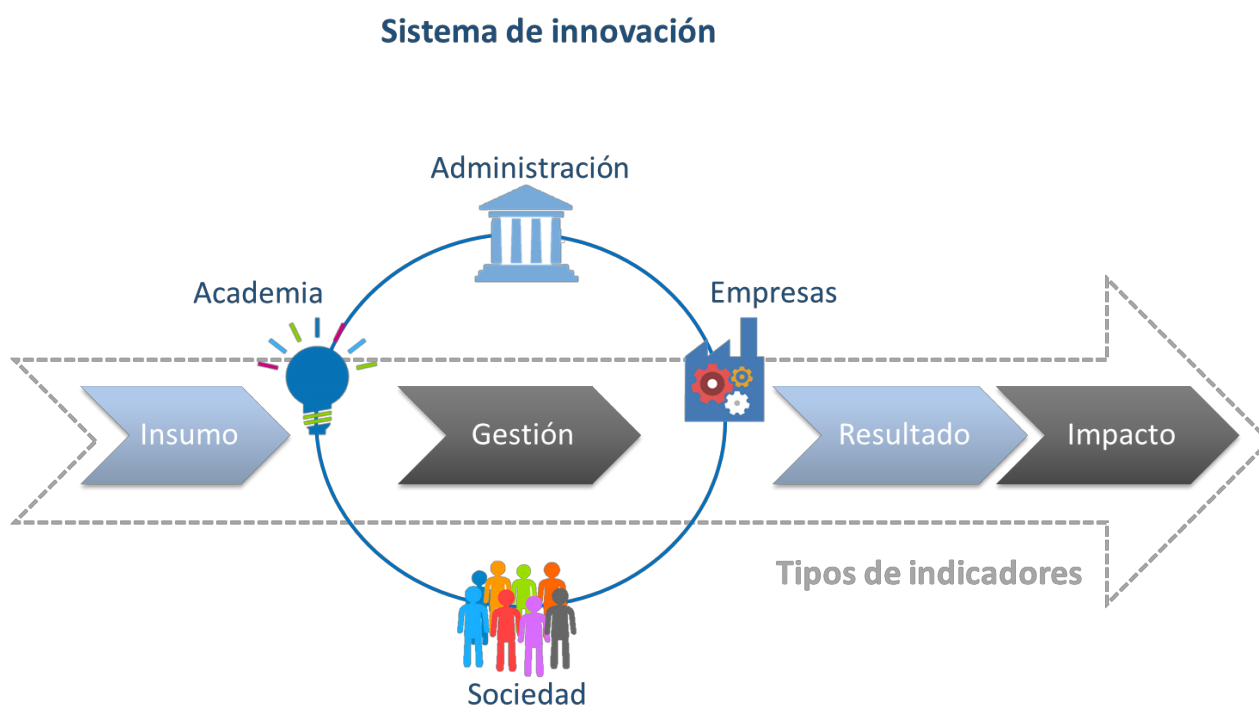 Sistema de innovación
Administración
Academia
Empresas
Insumo
Gestión
Resultado
Impacto
Tipos de indicadores
Sociedad